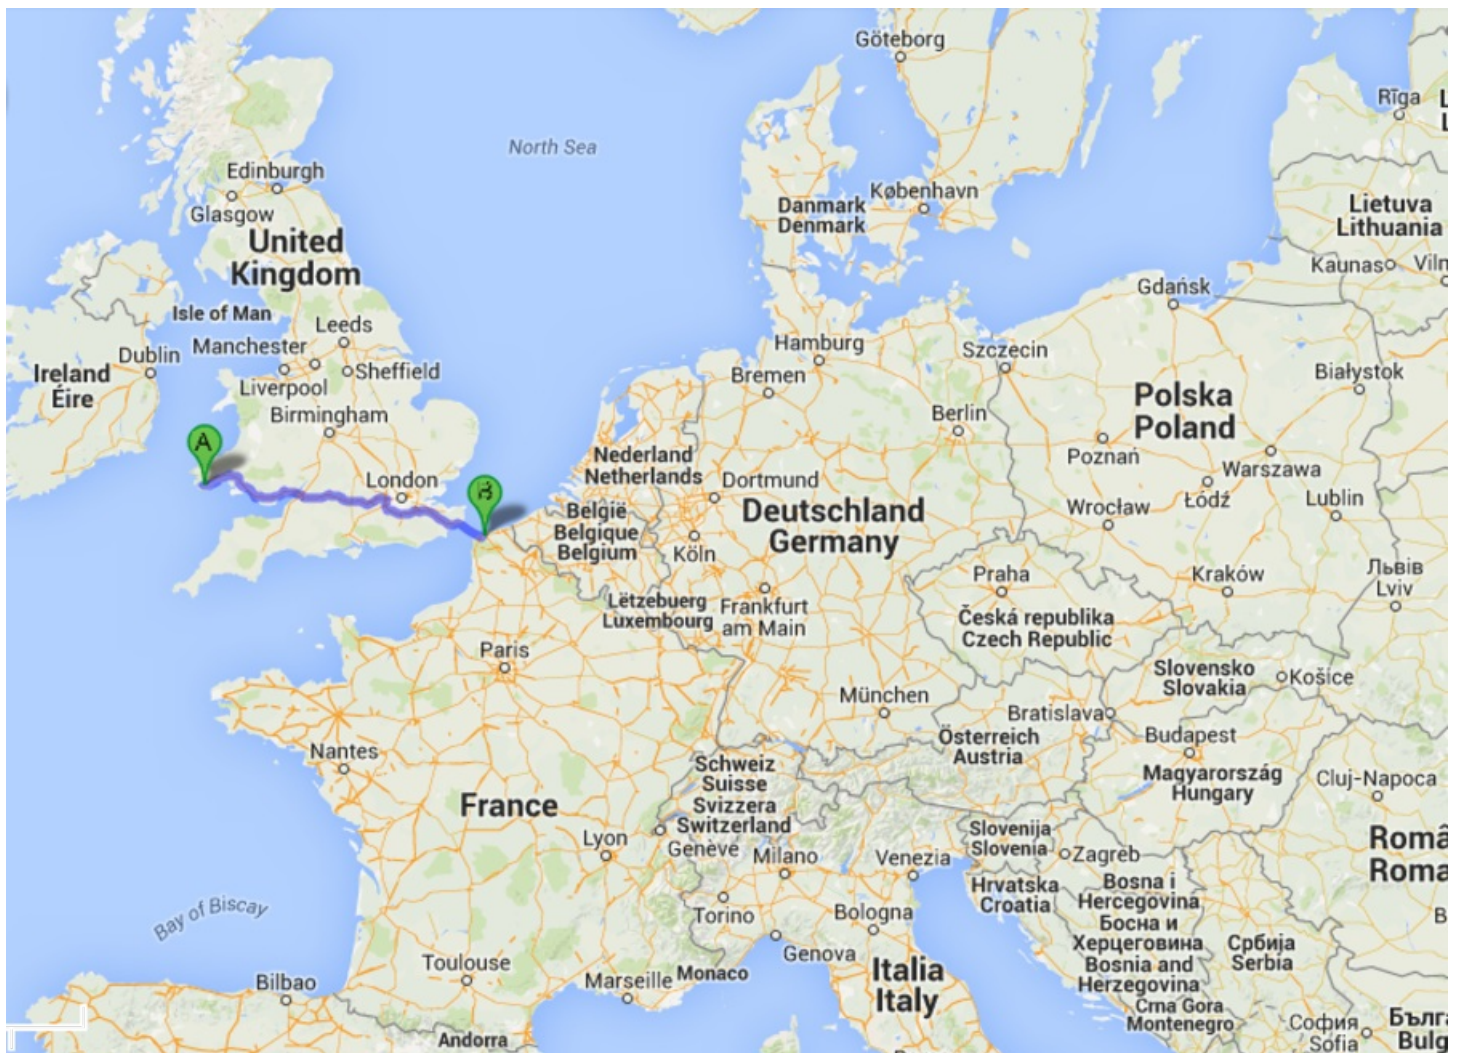 Göteborg
Rīga
North Sea
Edinburgh
Glasgow
København
Danmark
Denmark
Lietuva
Lithuania
United
Kingdom
Kaunas
Gdańsk
Isle of Man
Leeds
Manchester
Dublin
Sheffield
Liverpool
Ireland
Éire
Hamburg
Szczecin
Bremen
Białystok
Birmingham
Berlin
Polska
Poland
A
Nederland
Netherlands
Poznań
Warszawa
London
Dortmund
Łódź
Lublin
Wrocław
België
Belgique
Belgium
Deutschland
Germany
Köln
Praha
Kraków
Львів
Lviv
Lëtzebuerg
Luxembourg
Frankfurt
am Main
Česká republika
Czech Republic
Paris
Slovensko
Slovakia
Košice
München
Bratislava
Österreich
Austria
Budapest
Nantes
Schweiz
Suisse
Svizzera
Switzerland
Magyarország
Hungary
Cluj-Napoca
France
Lyon
Genève
Milano
Venezia
Slovenija
Slovenia
Zagreb
Hrvatska
Croatia
Bosna i
Hercegovina
Босна и
Херцеговина
Bosnia and
Herzegovina
Torino
Bologna
Bay of Biscay
Genova
Србија
Serbia
Toulouse
Marseille
Monaco
Italia
Italy
Bilbao
Crna Gora
Montenegro
София
Sofia
Andorra